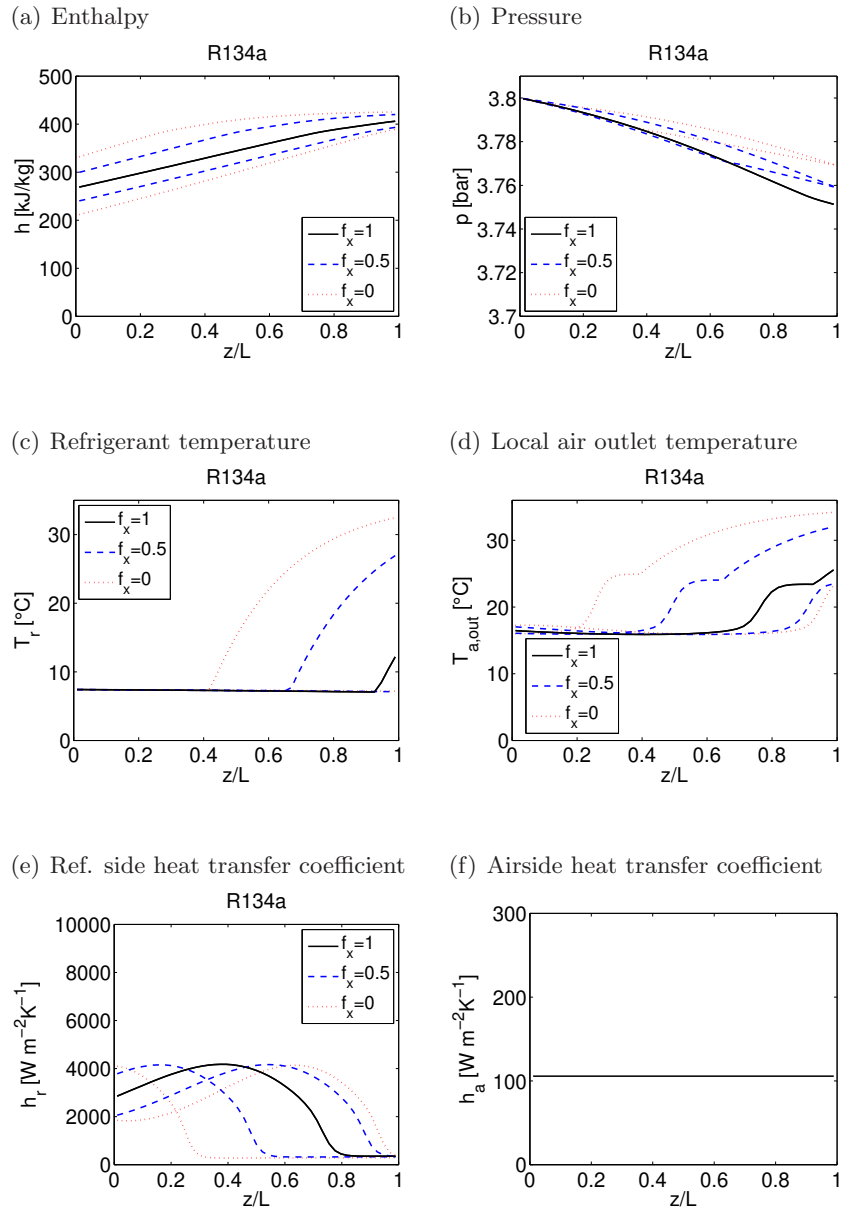 (a) Enthalpy
R134a
500
400
300
200
100
0
h [kJ/kg]
0 0.2 0.4 0.6 0.8 1
z/L
f_x=1
f_x=0.5
f_x=0
(b) Pressure
R134a
3.8
3.78
3.76
3.74
3.7
p [bar]
0 0.2 0.4 0.6 0.8 1
z/L
f_x=1
f_x=0.5
f_x=0
(c) Refrigerant temperature
R134a
30
20
10
0
T_r [°C]
0 0.2 0.4 0.6 0.8 1
z/L
f_x=1
f_x=0.5
f_x=0
(d) Local air outlet temperature
R134a
30
20
10
0
T_a,out [°C]
0 0.2 0.4 0.6 0.8 1
z/L
f_x=1
f_x=0.5
f_x=0
(e) Ref. side heat transfer coefficient
R134a
10000
8000
6000
4000
2000
0
h_r [W m⁻²K⁻¹]
0 0.2 0.4 0.6 0.8 1
z/L
f_x=1
f_x=0.5
f_x=0
(f) Airside heat transfer coefficient
300
200
100
0
h_a [W m⁻²K⁻¹]
0 0.2 0.4 0.6 0.8 1
z/L